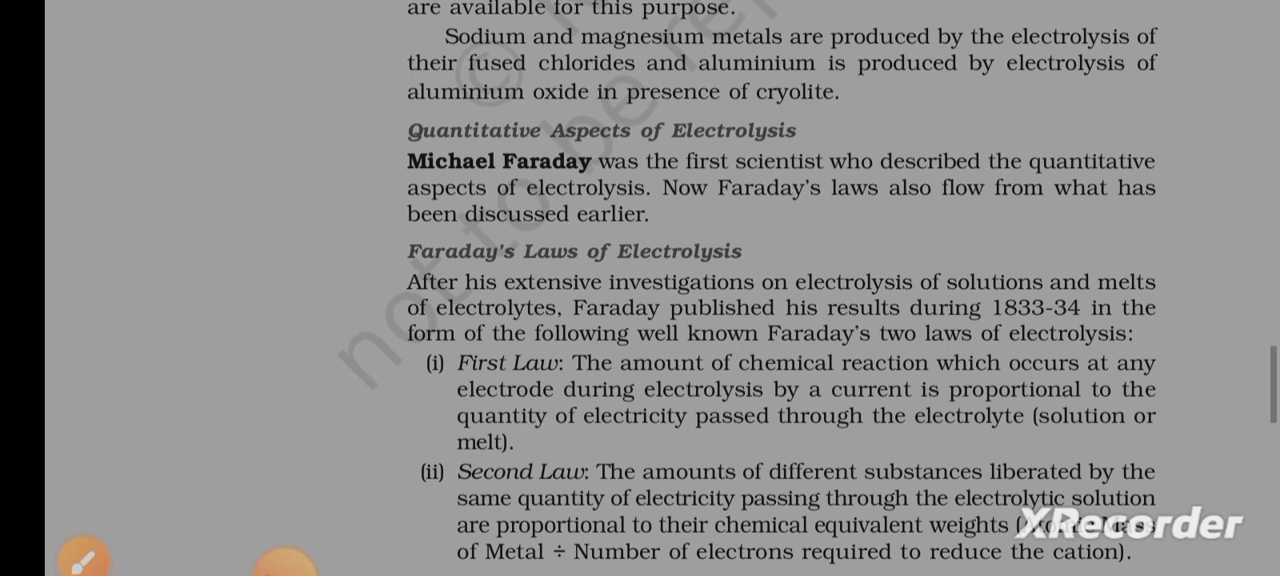 are available for this purpose.
Sodium and magnesium metals are produced by the electrolysis of
their fused chlorides and aluminium is produced by electrolysis of
aluminium oxide in presence of cryolite.
Quantitative Aspects of Electrolysis
Michael Faraday was the first scientist who described the quantitative
aspects of electrolysis. Now Faraday's laws also flow from what has
been discussed earlier.
Faraday's Laws of Electrolysis
After his extensive investigations on electrolysis of solutions and melts
of electrolytes, Faraday published his results during 1833-34 in the
form of the following well known Faraday's two laws of electrolysis:
(i) First Law: The amount of chemical reaction which occurs at any
electrode during electrolysis by a current is proportional to the
quantity of electricity passed through the electrolyte (solution or
melt).
(ii) Second Law: The amounts of different substances liberated by the
same quantity of electricity passing through the electrolytic solution
are proportional to their chemical equivalent weights (Atomic Mass
of Metal ÷ Number of electrons required to reduce the cation).
XRecorder
© not to be